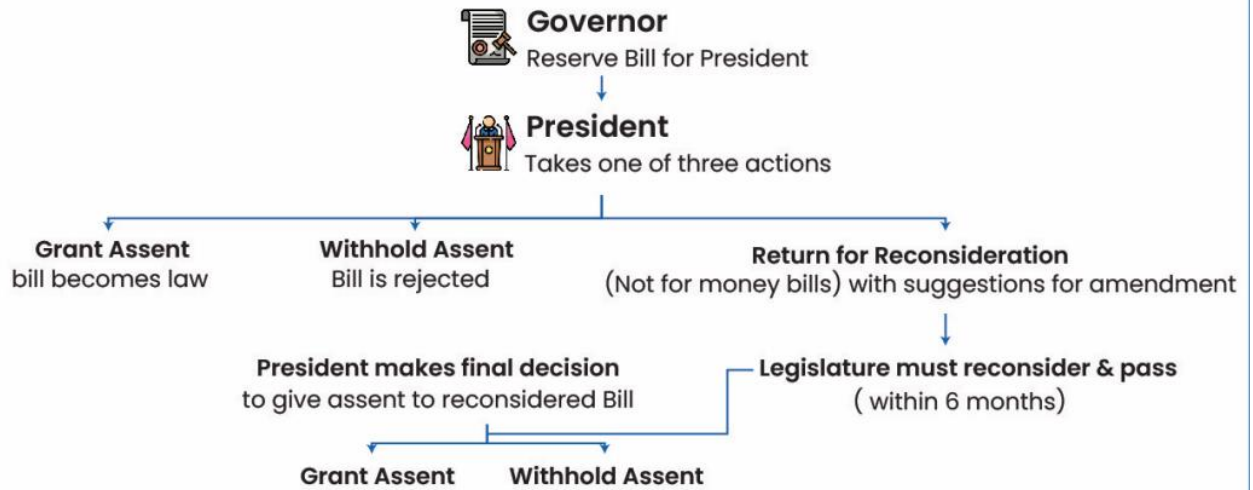 Governor
Reserve Bill for President
President
Takes one of three actions
Grant Assent
bill becomes law
Withhold Assent
Bill is rejected
Return for Reconsideration
(Not for money bills) with suggestions for amendment
President makes final decision
to give assent to reconsidered Bill
Legislature must reconsider & pass
( within 6 months)
Grant Assent
Withhold Assent